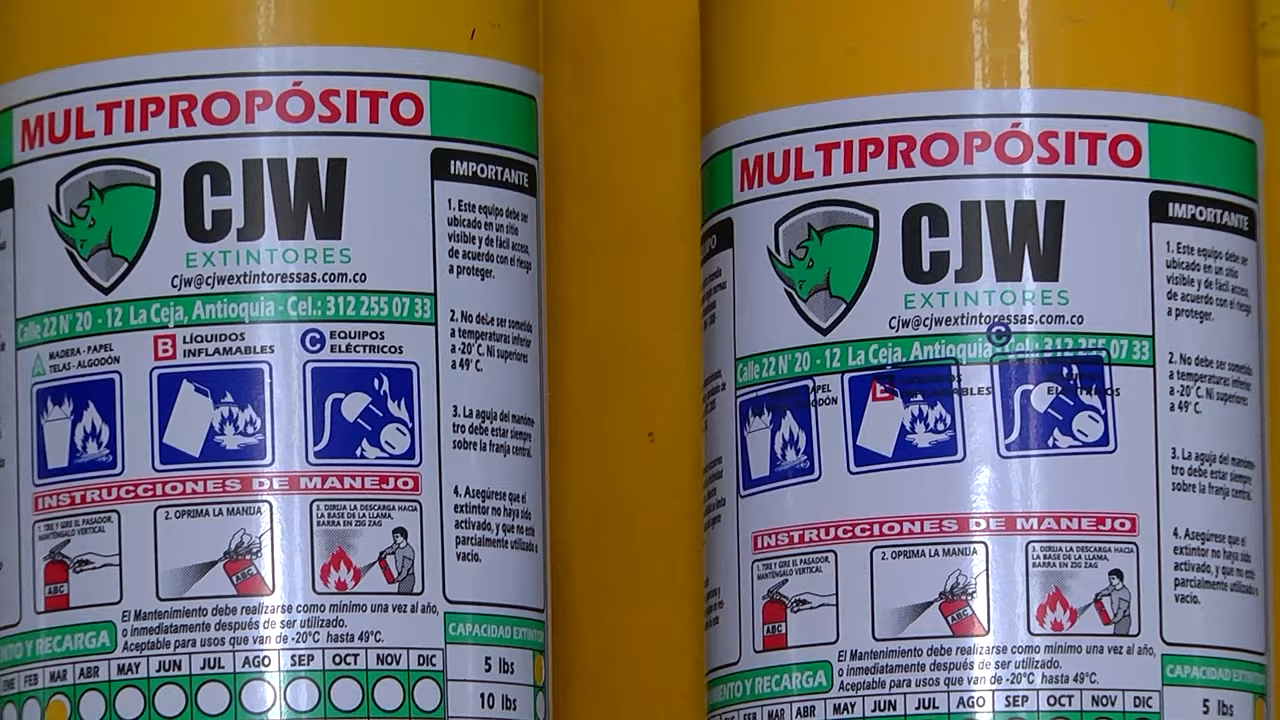 MULTIPROPÓSITO
CJW
EXTINTORES
Cjw@cjwextintoressas.com.co
Calle 22 N° 20 - 12 La Ceja, Antioquia - Cel.: 312 255 07 33
A MADERA - PAPEL
TELAS - ALGODÓN
B LÍQUIDOS
INFLAMABLES
C EQUIPOS
ELÉCTRICOS
INSTRUCCIONES DE MANEJO
1. TIRE Y GIRE EL PASADOR,
MANTÉNGALO VERTICAL
ABC
2. OPRIMA LA MANIJA
ABC
3. DIRIJA LA DESCARGA HACIA
LA BASE DE LA LLAMA,
BARRA EN ZIG ZAG
El Mantenimiento debe realizarse como mínimo una vez al año,
o inmediatamente después de ser utilizado.
Aceptable para usos que van de -20°C hasta 49°C.
Y RECARGA
ENE FEB MAR ABR MAY JUN JUL AGO SEP OCT NOV DIC
IMPORTANTE
1. Este equipo debe ser
ubicado en un sitio
visible y de fácil acceso,
de acuerdo con el riesgo
a proteger.
2. No debe ser sometido
a temperaturas inferio
a -20° C. Ni superiores
a 49° C.
3. La aguja del manóme-
tro debe estar siempre
sobre la franja central.
4. Asegúrese que el
extintor no haya sido
activado, y que no esté
parcialmente utilizado o
vacío.
CAPACIDAD EXTINTOR
5 lbs
10 lbs
MULTIPROPÓSITO
CJW
EXTINTORES
Cjw@cjwextintoressas.com.co
Calle 22 N° 20 - 12 La Ceja, Antioquia Cel.: 312 255 07 33
C
B
INSTRUCCIONES DE MANEJO
1. TIRE Y GIRE EL PASADOR,
MANTÉNGALO VERTICAL
ABC
2. OPRIMA LA MANIJA
ABC
3. DIRIJA LA DESCARGA HACIA
LA BASE DE LA LLAMA,
BARRA EN ZIG ZAG
El Mantenimiento debe realizarse como mínimo una vez al año,
o inmediatamente después de ser utilizado.
Aceptable para usos que van de -20°C hasta 49°C.
Y RECARGA
FEB MAR ABR MAY JUN JUL AGO SEP OCT NOV DIC
IMPORTANTE
1. Este equipo debe ser
ubicado en un sitio
visible y de fácil acceso,
de acuerdo con el riesgo
a proteger.
2. No debe ser sometido
a temperaturas inferio
a -20° C. Ni superiores
a 49° C.
3. La aguja del manóme-
tro debe estar siempre
sobre la franja central.
4. Asegúrese que el
extintor no haya sido
activado, y que no esté
parcialmente utilizado o
vacío.
CAPACIDAD EXTINTOR
5 lbs